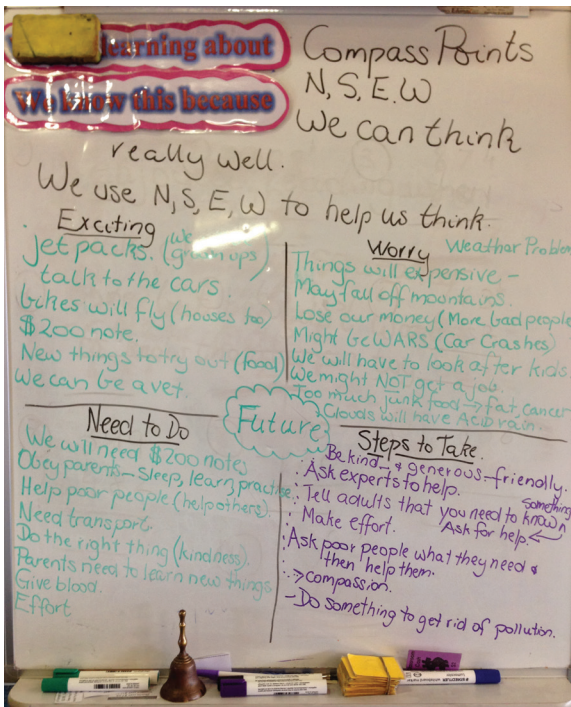 learning about
We know this because
Compass Points
N, S, E, W
We can think
really well.
We use N, S, E, W to help us think.
Exciting
jet packs. (we grown ups)
talk to the cars.
bikes will fly (houses too)
$200 note.
New things to try out (food)
We can be a vet.
Worry
Weather Problem
Things will expensive –
May fall off mountains.
Lose our money (More bad people
Might be WARS (Car Crashes)
We will have to look after kids
We might NOT get a job.
Too much junk food → fat, cancer
Clouds will have Acid rain.
Future
Need to Do
We will need $200 notes
Obey parents – sleep, learn, practise
Help poor people (help others)
Need transport.
Do the right thing (kindness).
Parents need to learn new things
Give blood.
Effort
Steps to Take.
Be kind – & generous – friendly.
Ask experts to help.
Tell adults that you need to know something
Make effort. Ask for help ←
Ask poor people what they need &
then help them.
→ compassion.
– Do something to get rid of pollution.
STAEDTLER